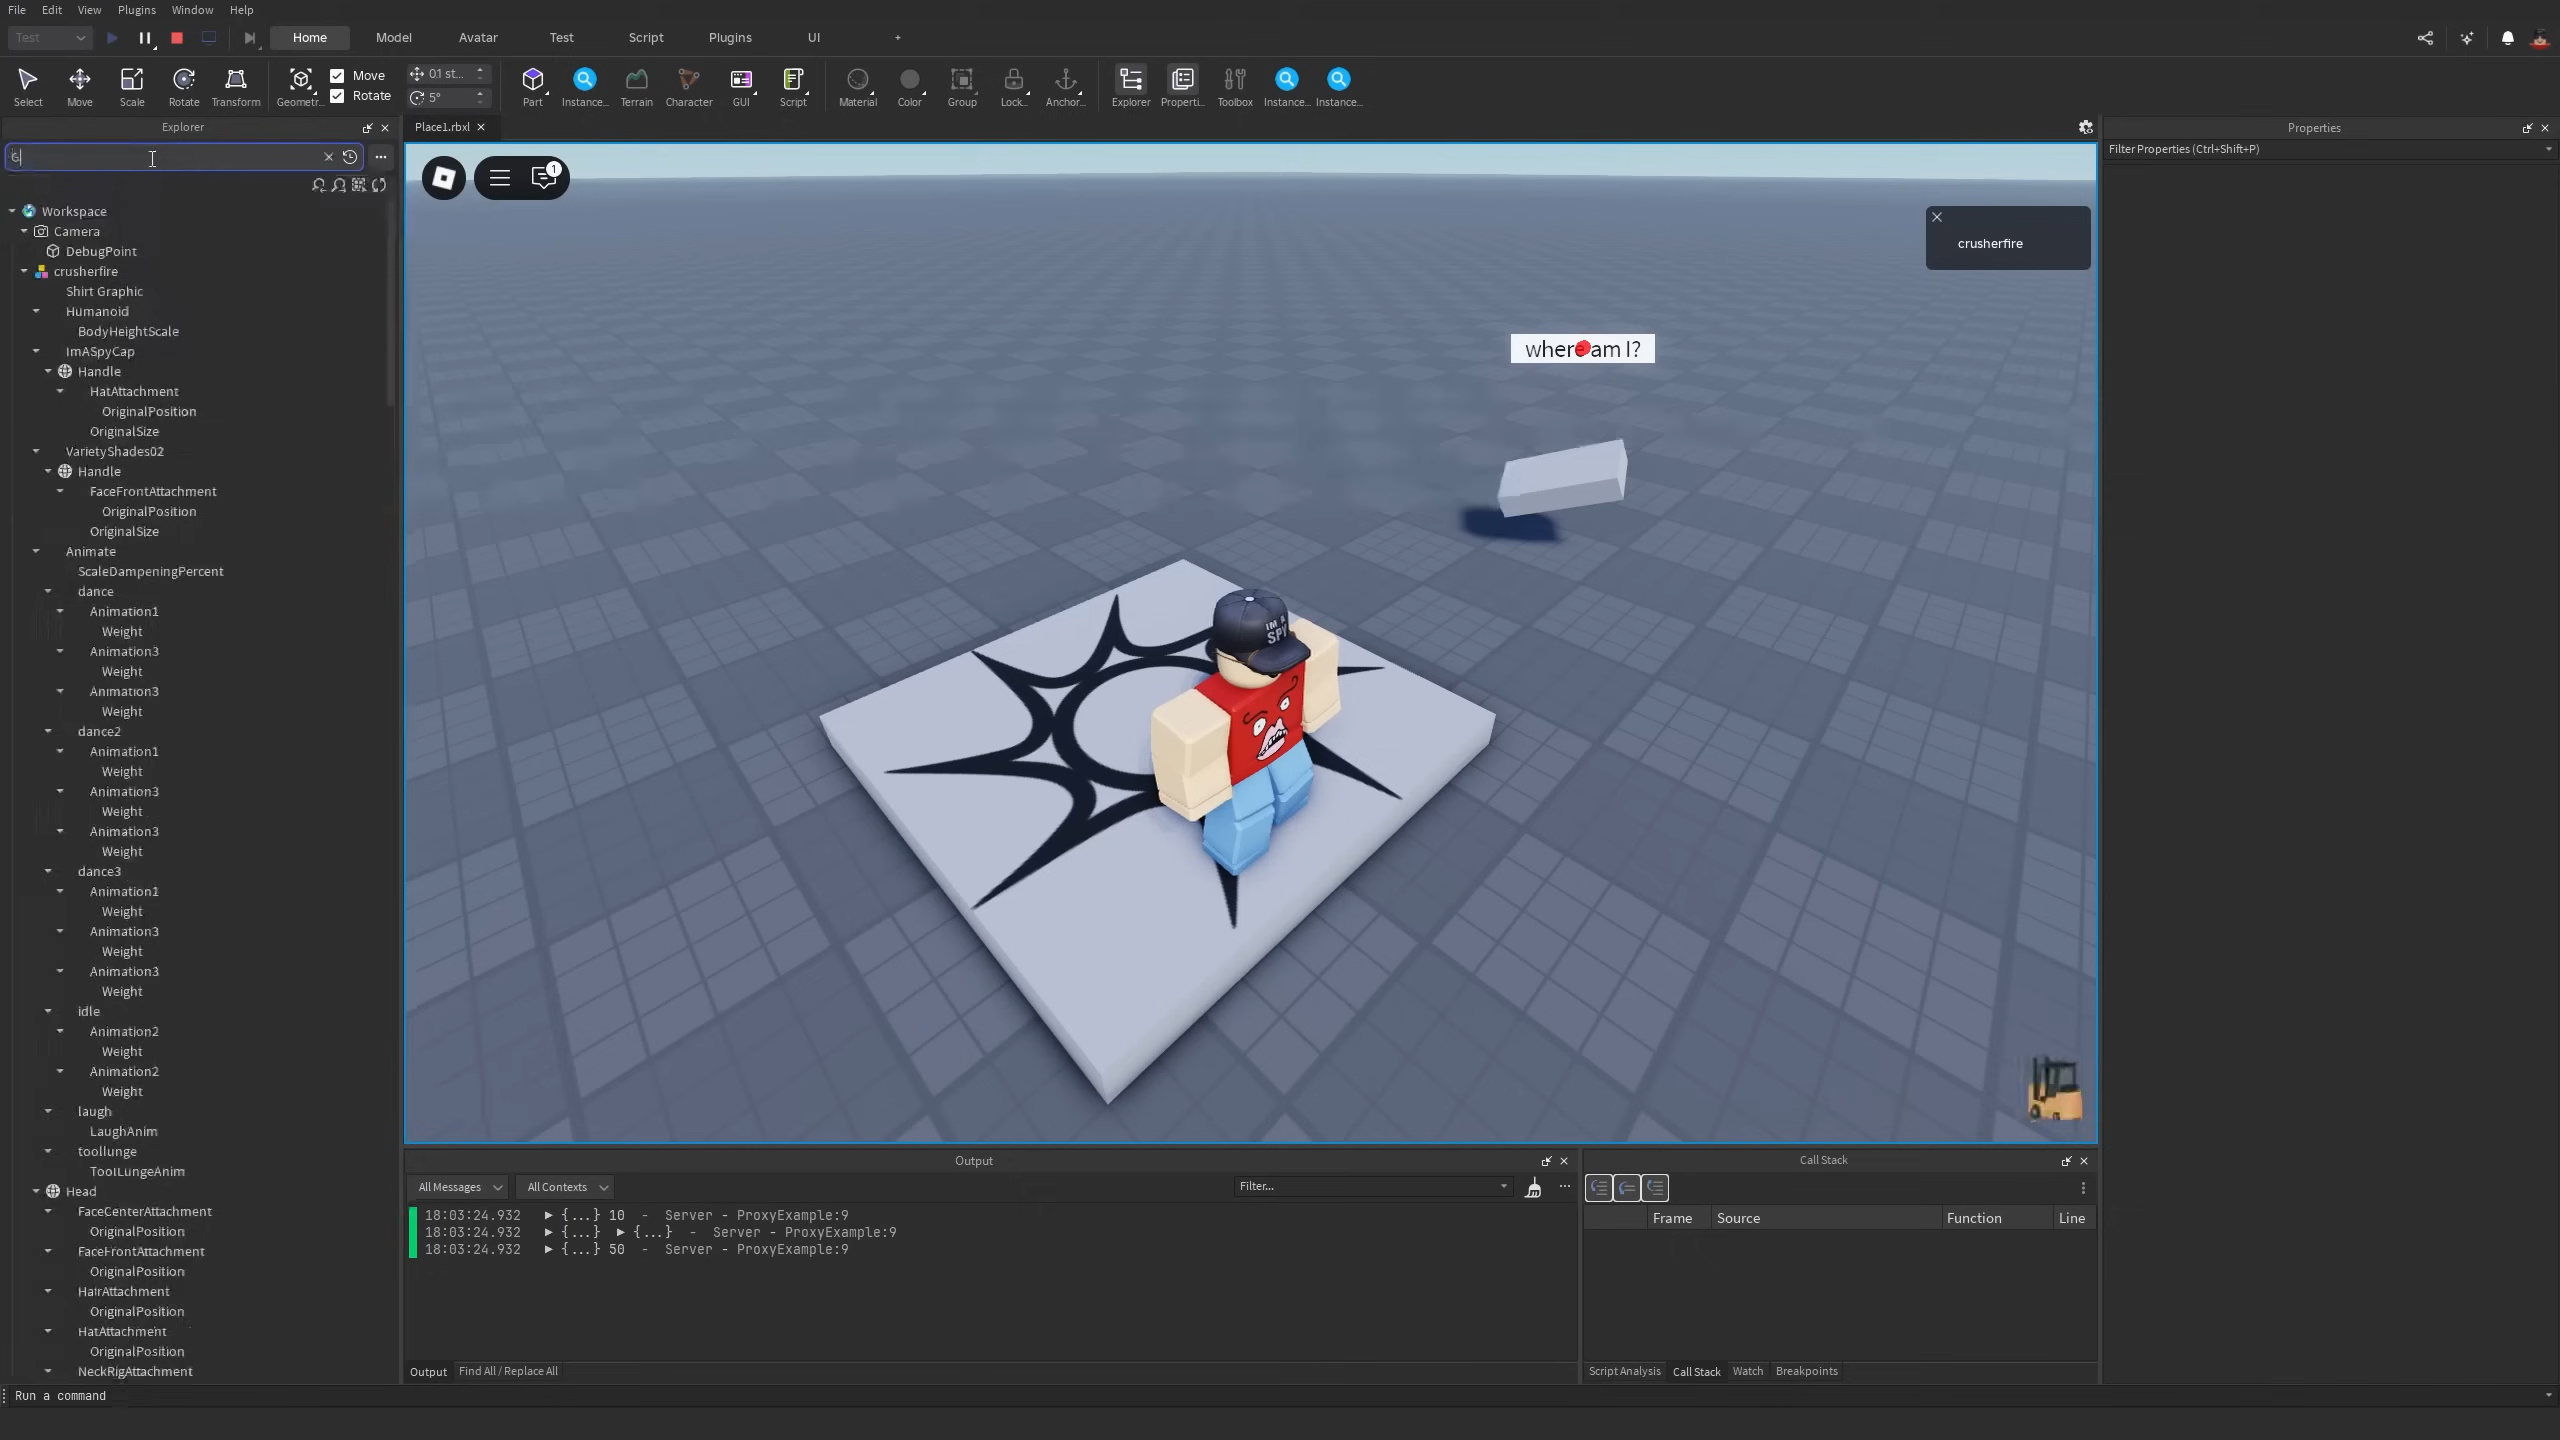 File Edit View Plugins Window Help
Test Home Model Avatar Test Script Plugins UI +
Select Move Scale Rotate Transform Geometr... Move Rotate 0.1 st... 5° Part Instance... Terrain Character GUI Script Material Color Group Lock... Anchor... Explorer Properti... Toolbox Instance... Instance...
Explorer
Workspace
Camera
DebugPoint
crusherfire
Shirt Graphic
Humanoid
BodyHeightScale
ImASpyCap
Handle
HatAttachment
OriginalPosition
OriginalSize
VarietyShades02
Handle
FaceFrontAttachment
OriginalPosition
OriginalSize
Animate
ScaleDampeningPercent
dance
Animation1
Weight
Animation3
Weight
Animation3
Weight
dance2
Animation1
Weight
Animation3
Weight
Animation3
Weight
dance3
Animation1
Weight
Animation3
Weight
Animation3
Weight
idle
Animation2
Weight
Animation2
Weight
laugh
LaughAnim
toollunge
ToolLungeAnim
Head
FaceCenterAttachment
OriginalPosition
FaceFrontAttachment
OriginalPosition
HairAttachment
OriginalPosition
HatAttachment
OriginalPosition
NeckRigAttachment
Place1.rbxl
1
crusherfire
where am I?
IM A
SPY
Output
All Messages All Contexts Filter...
18:03:24.932 ▶ {...} 10 - Server - ProxyExample:9
18:03:24.932 ▶ {...} ▶ {...} - Server - ProxyExample:9
18:03:24.932 ▶ {...} 50 - Server - ProxyExample:9
Output Find All / Replace All
Call Stack
Frame Source Function Line
Script Analysis Call Stack Watch Breakpoints
Properties
Filter Properties (Ctrl+Shift+P)
Run a command